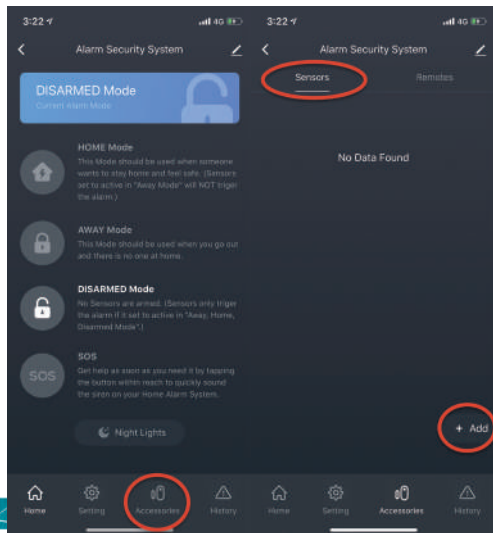 3:22
4G
Alarm Security System
DISARMED Mode
Current Alarm Mode
HOME Mode
This Mode should be used when someone
wants to stay home and feel safe. (Sensors
set to active in "Away Mode" will NOT triger
the alarm.)
AWAY Mode
This Mode should be used when you go out
and there is no one at home.
DISARMED Mode
No Sensors are armed. (Sensors only triger
the alarm if it set to active in "Away, Home,
Disarmed Mode".)
SOS
SOS
Get help as soon as you need it by tapping
the button within reach to quickly sound
the siren on your Home Alarm System.
Night Lights
Home
Setting
Accessories
History
3:22
4G
Alarm Security System
Sensors
Remotes
No Data Found
+ Add
Home
Setting
Accessories
History